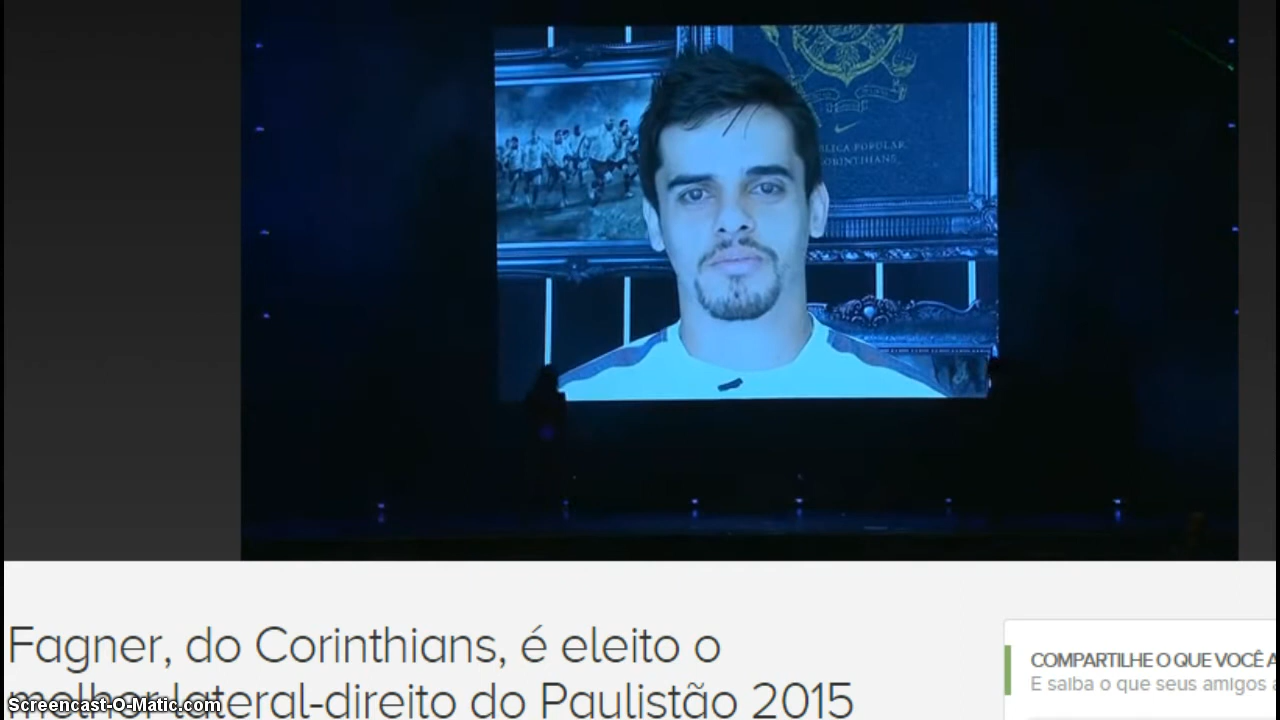 REPÚBLICA POPULAR
CORINTHIANS
Fagner, do Corinthians, é eleito o
melhor lateral-direito do Paulistão 2015
COMPARTILHE O QUE VOCÊ A
E saiba o que seus amigos a
Screencast-O-Matic.com